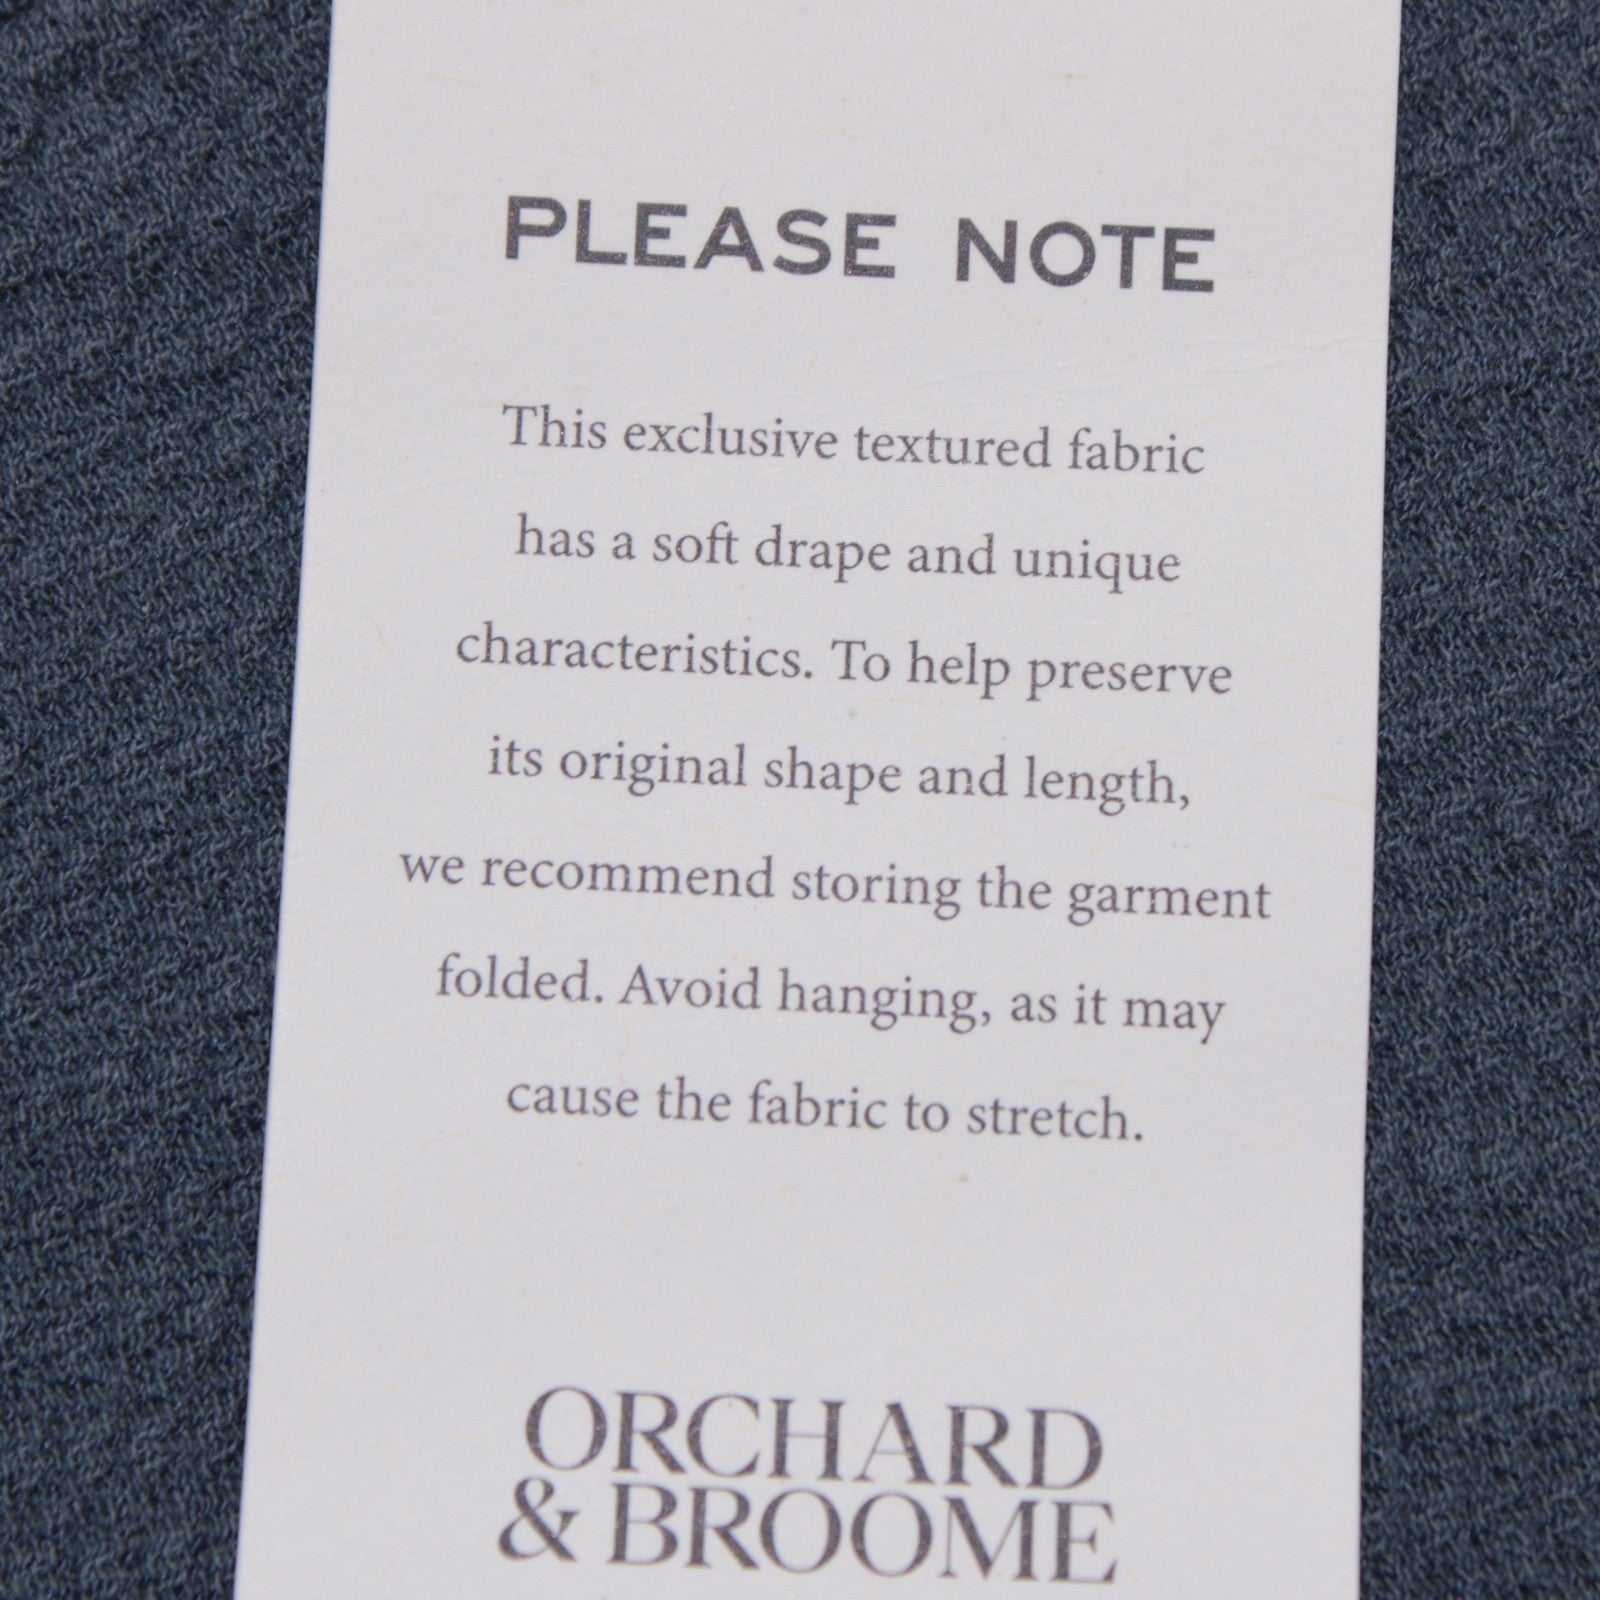 PLEASE NOTE
This exclusive textured fabric
has a soft drape and unique
characteristics. To help preserve
its original shape and length,
we recommend storing the garment
folded. Avoid hanging, as it may
cause the fabric to stretch.
ORCHARD
& BROOME